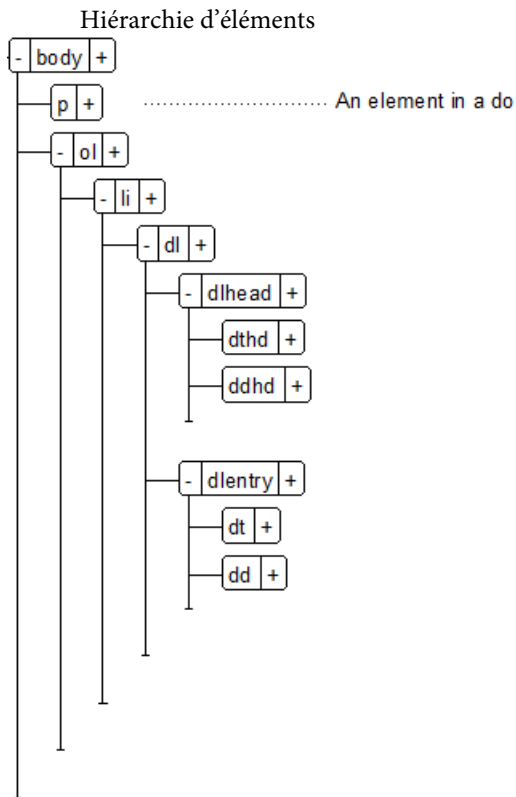 Hiérarchie d’éléments
- body +
p + An element in a do
- ol +
- li +
- dl +
- dlhead +
dthd +
ddhd +
- dlentry +
dt +
dd +